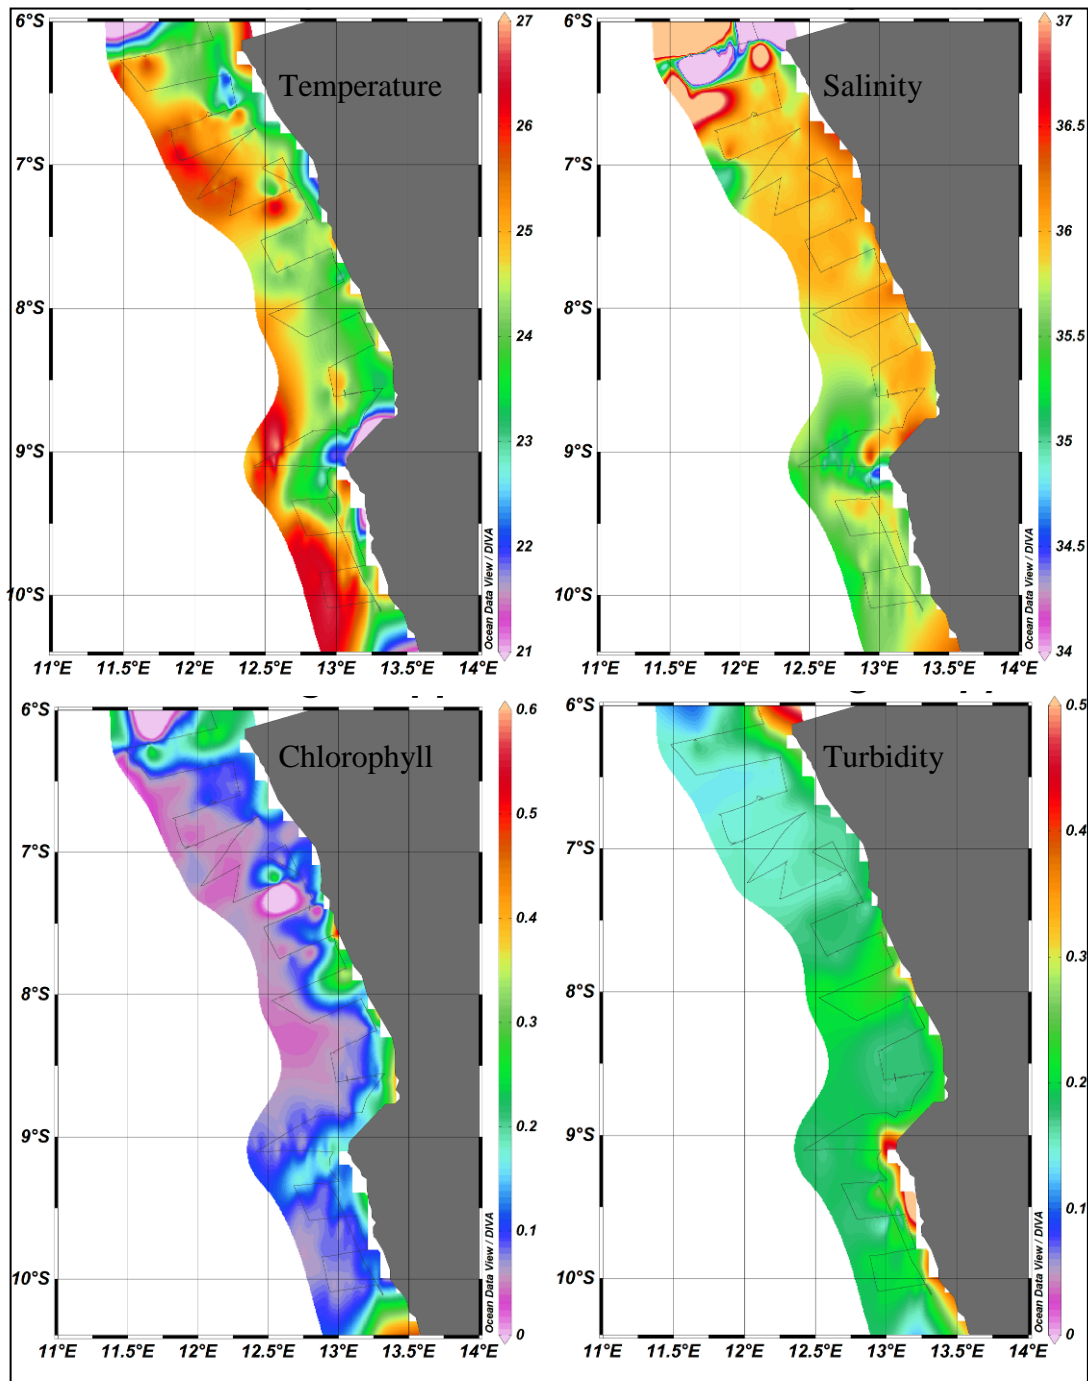 6°S
7°S
8°S
9°S
10°S
11°E
11.5°E
12°E
12.5°E
13°E
13.5°E
14°E
Temperature
27
26
25
24
23
22
21
Ocean Data View / DIVA
6°S
7°S
8°S
9°S
10°S
11°E
11.5°E
12°E
12.5°E
13°E
13.5°E
14°E
Salinity
37
36.5
36
35.5
35
34.5
34
Ocean Data View / DIVA
6°S
7°S
8°S
9°S
10°S
11°E
11.5°E
12°E
12.5°E
13°E
13.5°E
14°E
Chlorophyll
0.6
0.5
0.4
0.3
0.2
0.1
0
Ocean Data View / DIVA
6°S
7°S
8°S
9°S
10°S
11°E
11.5°E
12°E
12.5°E
13°E
13.5°E
14°E
Turbidity
0.5
0.4
0.3
0.2
0.1
0
Ocean Data View / DIVA